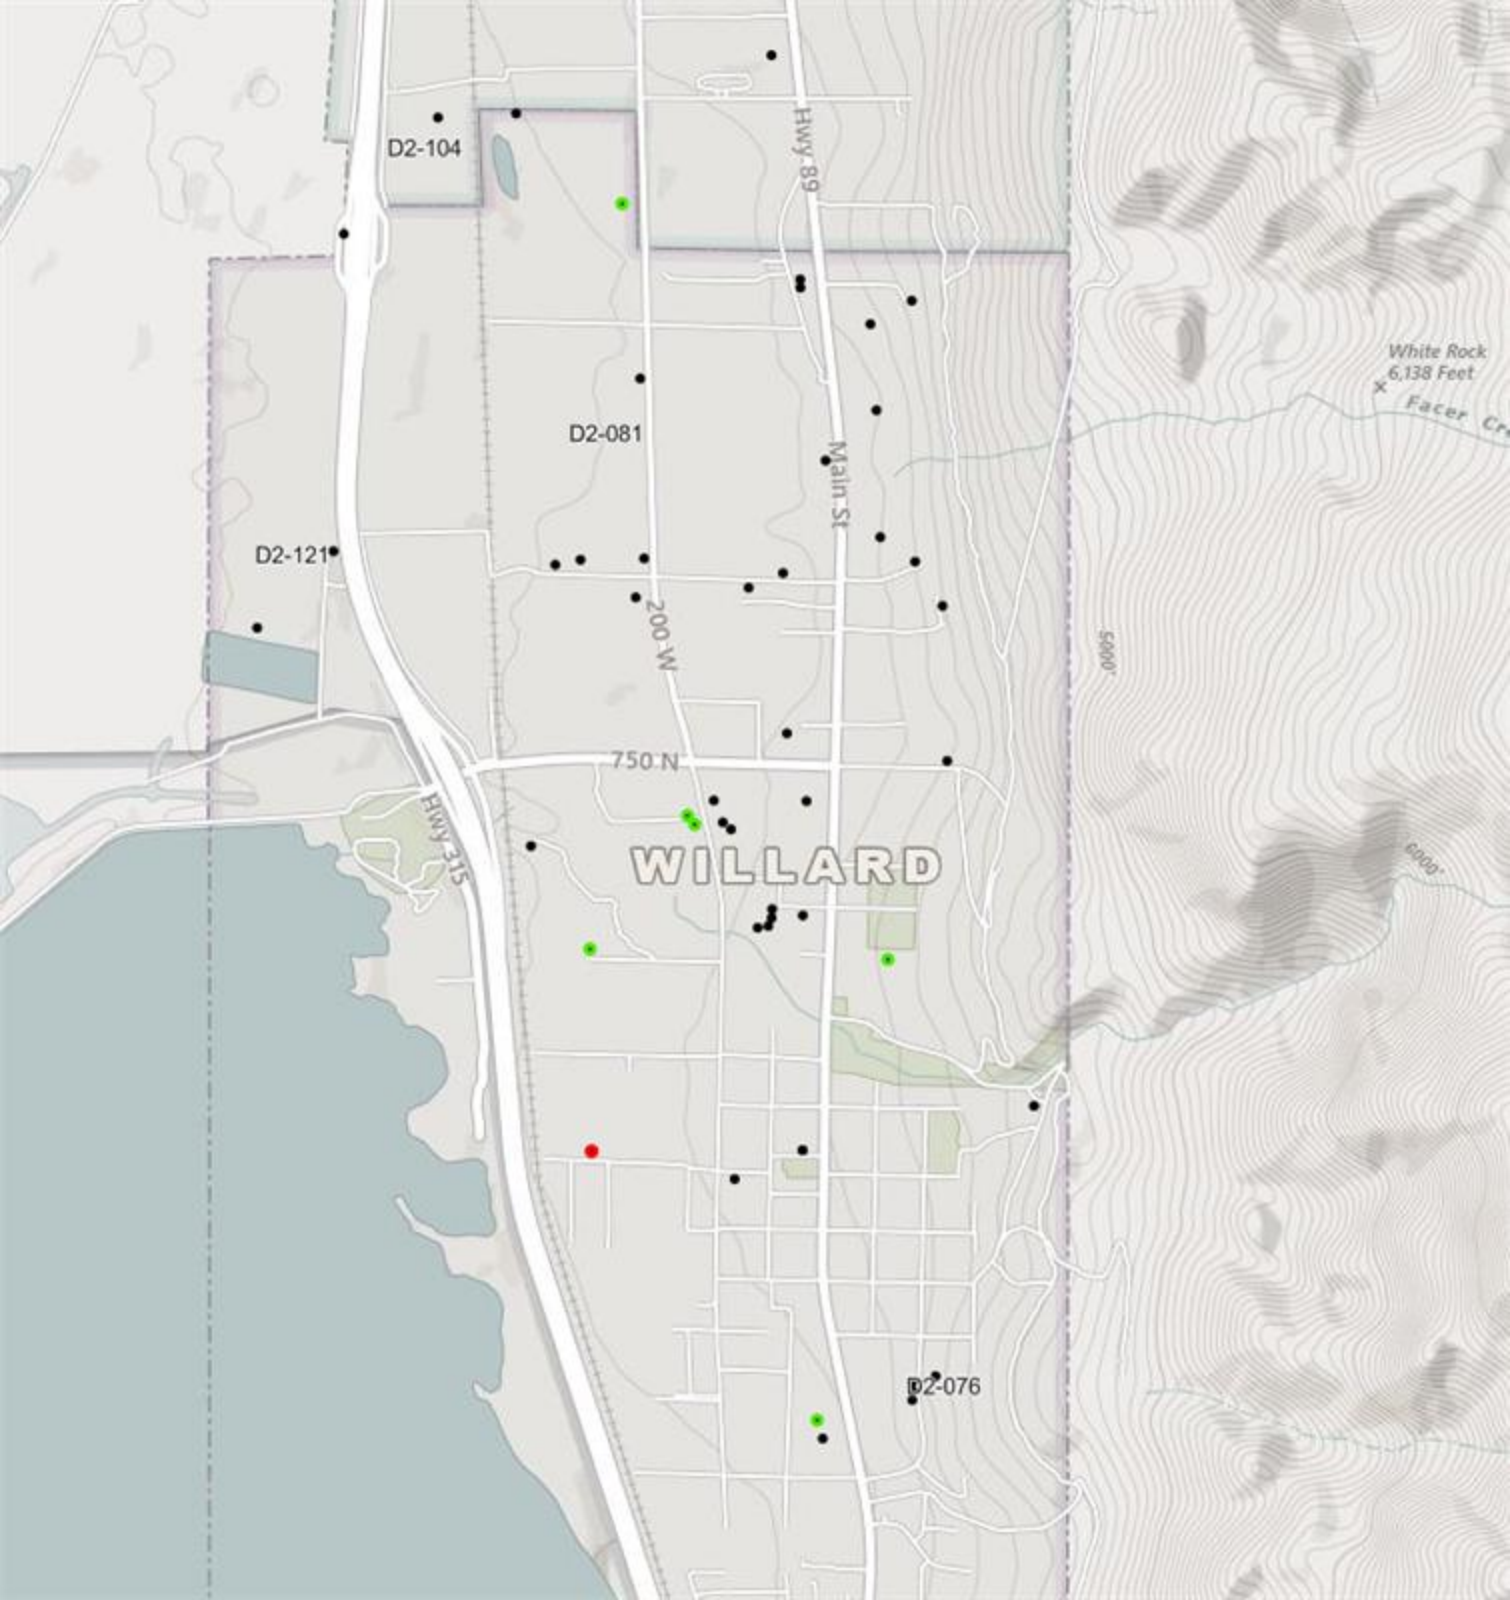 Hwy 89
D2-104
White Rock
6,138 Feet
Facer Cre
D2-081
Main St
D2-121
200 W
5000'
750 N
Hwy 315
WILLARD
6000'
D2-076